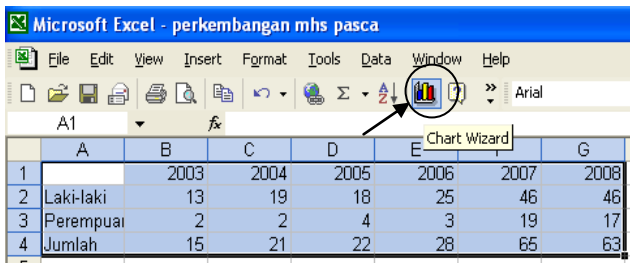 Microsoft Excel - perkembangan mhs pasca
File Edit View Insert Format Tools Data Window Help
Σ A Z Arial
A1 fx
Chart Wizard
A B C D E G
1 2003 2004 2005 2006 2007 2008
2 Laki-laki 13 19 18 25 46 46
3 Perempuan 2 2 4 3 19 17
4 Jumlah 15 21 22 28 65 63